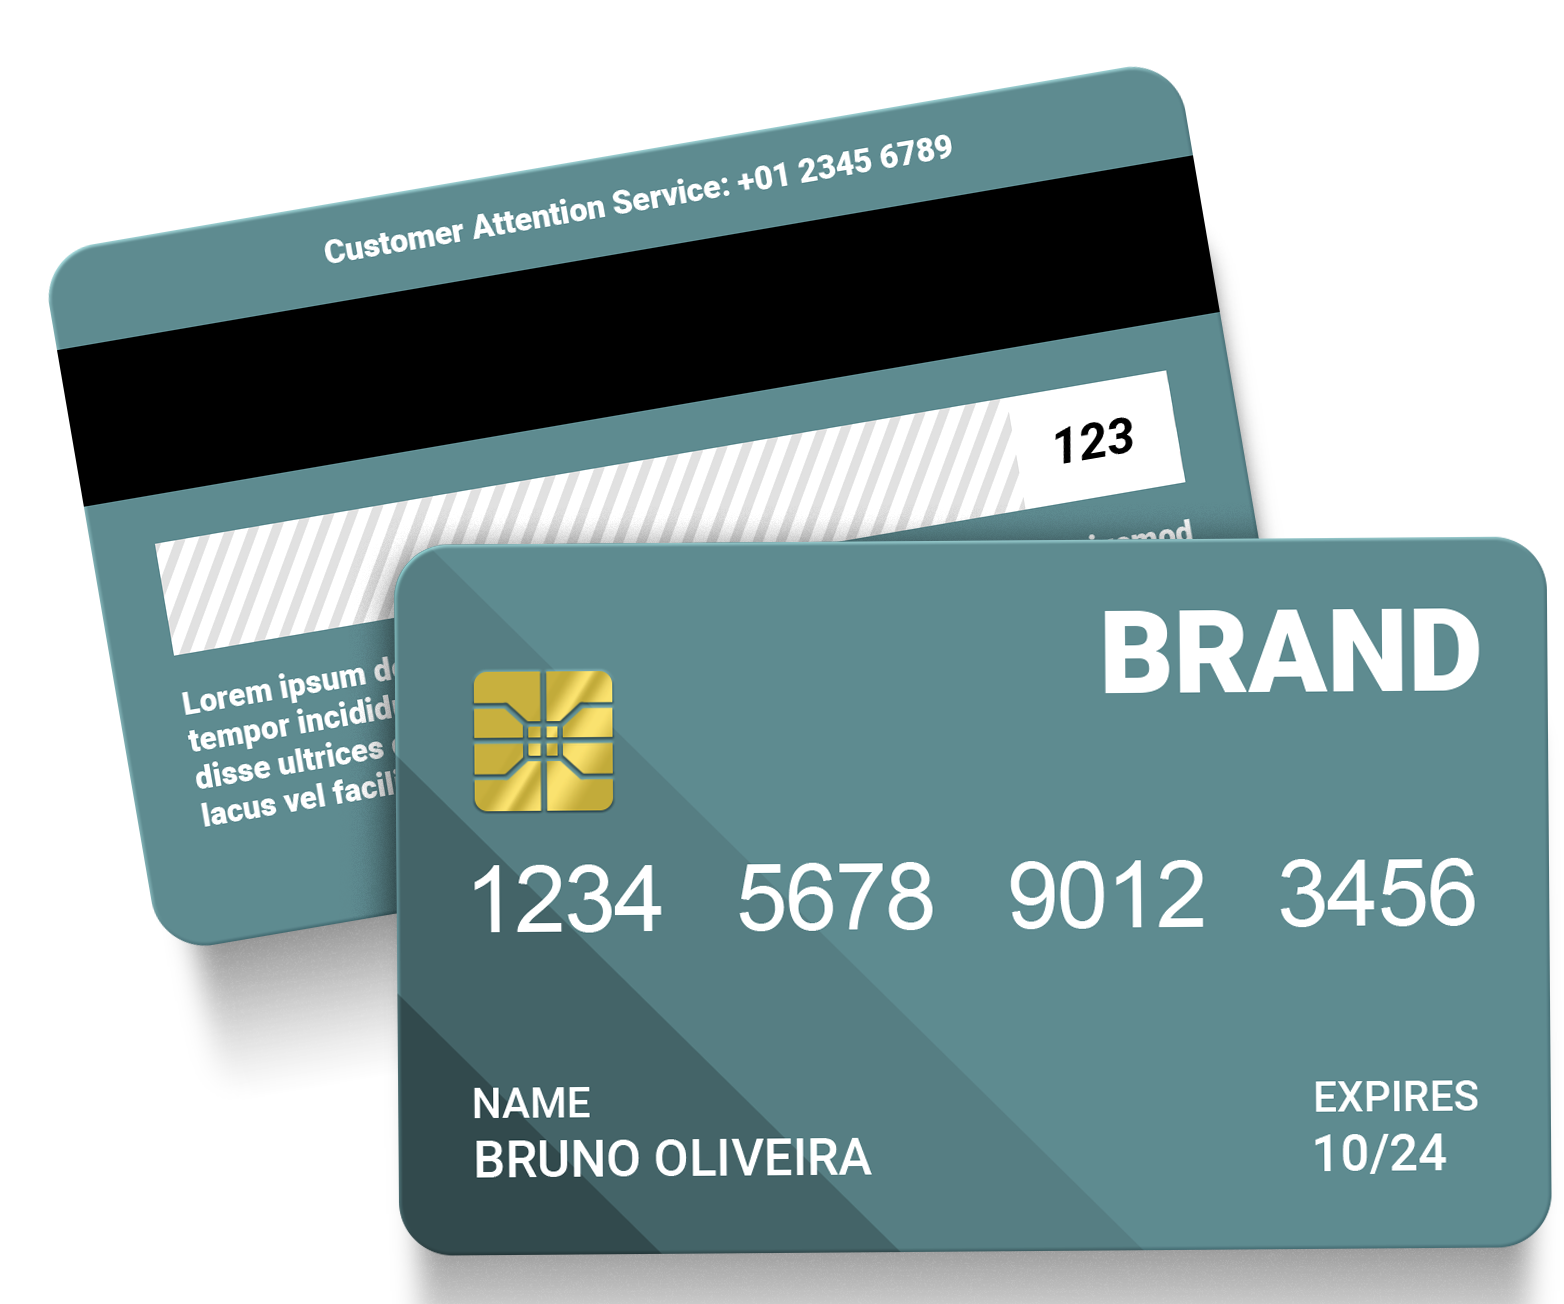 Customer Attention Service: +01 2345 6789
123
Lorem ipsum
tempor
disse ultrices
lacus vel
BRAND
1234 5678 9012 3456
NAME
BRUNO OLIVEIRA
EXPIRES
10/24